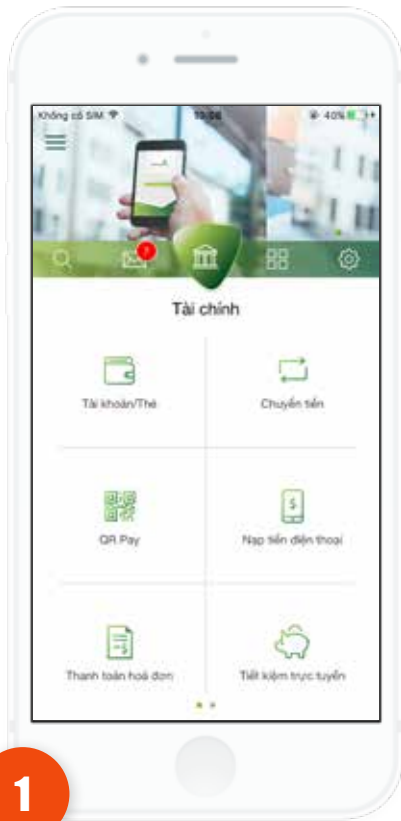 Không có SIM
40%
Tài chính
Tài khoản/Thẻ
Chuyển tiền
QR Pay
Nạp tiền điện thoại
Thanh toán hoá đơn
Tiết kiệm trực tuyến
1